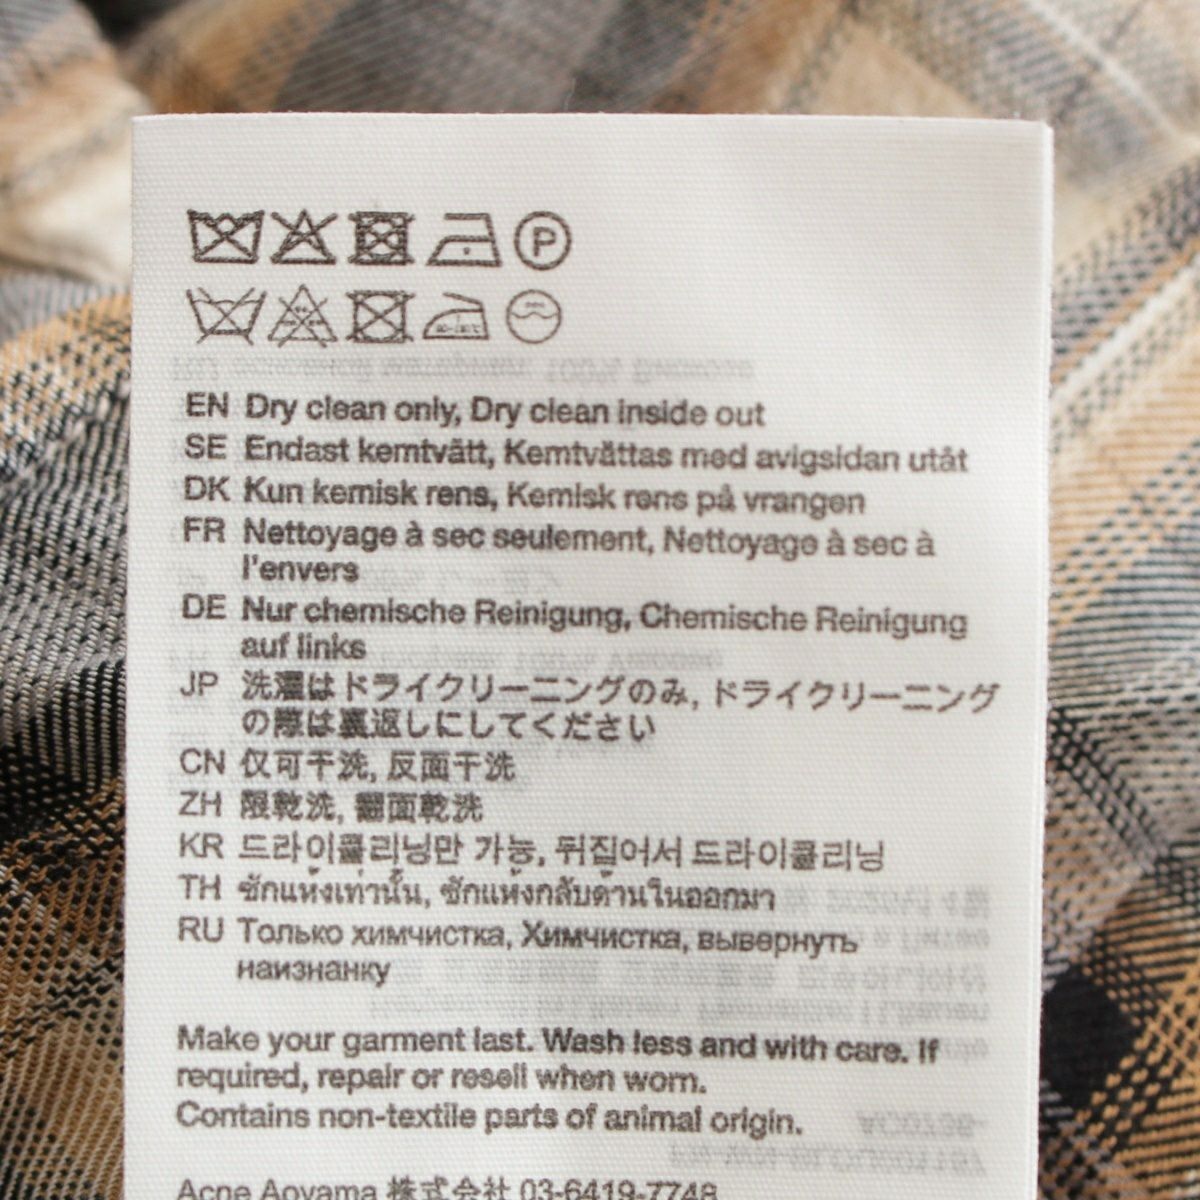 EN Dry clean only, Dry clean inside out
SE Endast kemtvätt, Kemtvättas med avigsidan utåt
DK Kun kemisk rens, Kemisk rens på vrangen
FR Nettoyage à sec seulement, Nettoyage à sec à
l'envers
DE Nur chemische Reinigung, Chemische Reinigung
auf links
JP 洗濯はドライクリーニングのみ, ドライクリーニング
の際は裏返しにしてください
CN 仅可干洗, 反面干洗
ZH 限乾洗, 翻面乾洗
KR 드라이클리닝만 가능, 뒤집어서 드라이클리닝
TH ซักแห้งเท่านั้น, ซักแห้งกลับด้านในออกมา
RU Только химчистка, Химчистка, вывернуть
наизнанку
Make your garment last. Wash less and with care. If
required, repair or resell when worn.
Contains non-textile parts of animal origin.
Acne Aoyama 株式会社 03-6419-7748